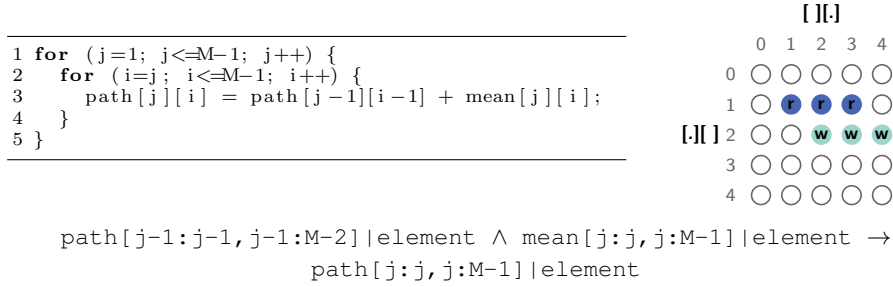 1 for (j=1; j<=M-1; j++) {
2 for (i=j; i<=M-1; i++) {
3 path[j][i] = path[j-1][i-1] + mean[j][i];
4 }
5 }
[ ][.]
0 1 2 3 4
0
1 r r r
[.][ ] 2 w w w
3
4
path[j-1:j-1,j-1:M-2]|element ∧ mean[j:j,j:M-1]|element →
path[j:j,j:M-1]|element